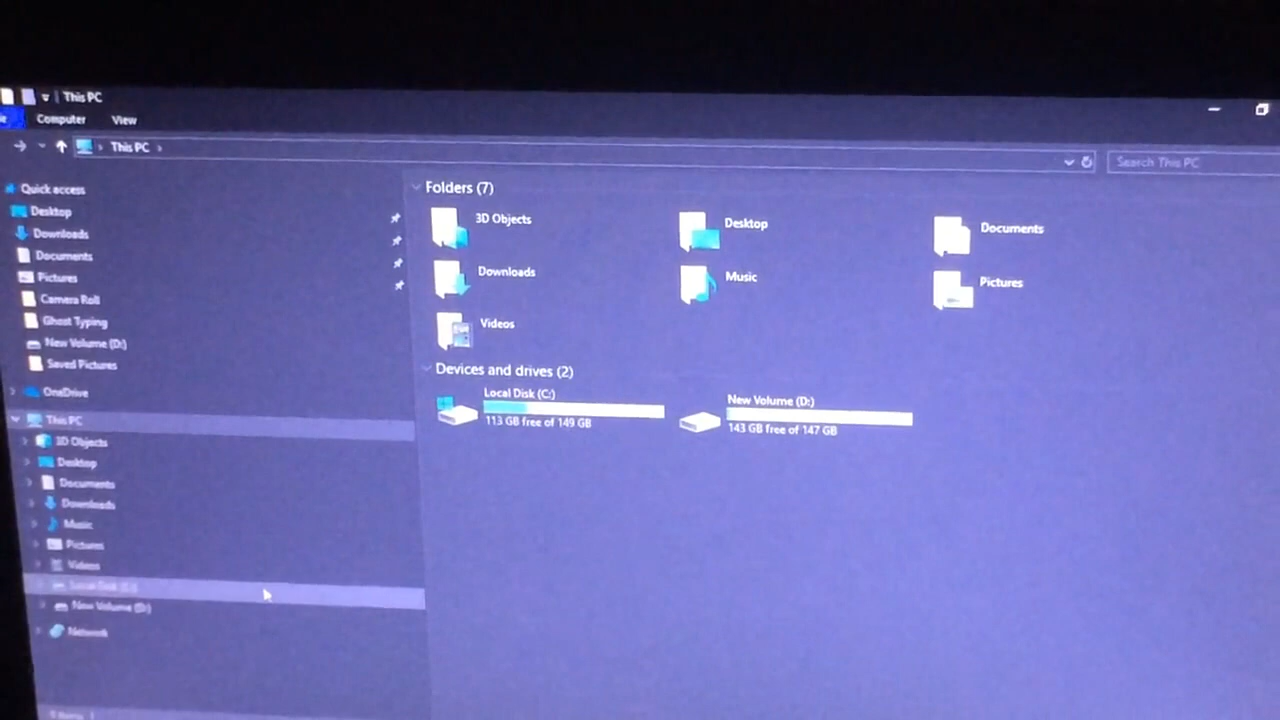 This PC
Computer
View
This PC
Search This PC
Quick access
Desktop
Downloads
Documents
Pictures
Camera Roll
Ghost Typing
New Volume (D:)
Saved Pictures
OneDrive
This PC
3D Objects
Desktop
Documents
Downloads
Music
Pictures
Videos
Local Disk (C:)
New Volume (D:)
Network
Folders (7)
3D Objects
Desktop
Documents
Downloads
Music
Pictures
Videos
Devices and drives (2)
Local Disk (C:)
113 GB free of 149 GB
New Volume (D:)
143 GB free of 147 GB